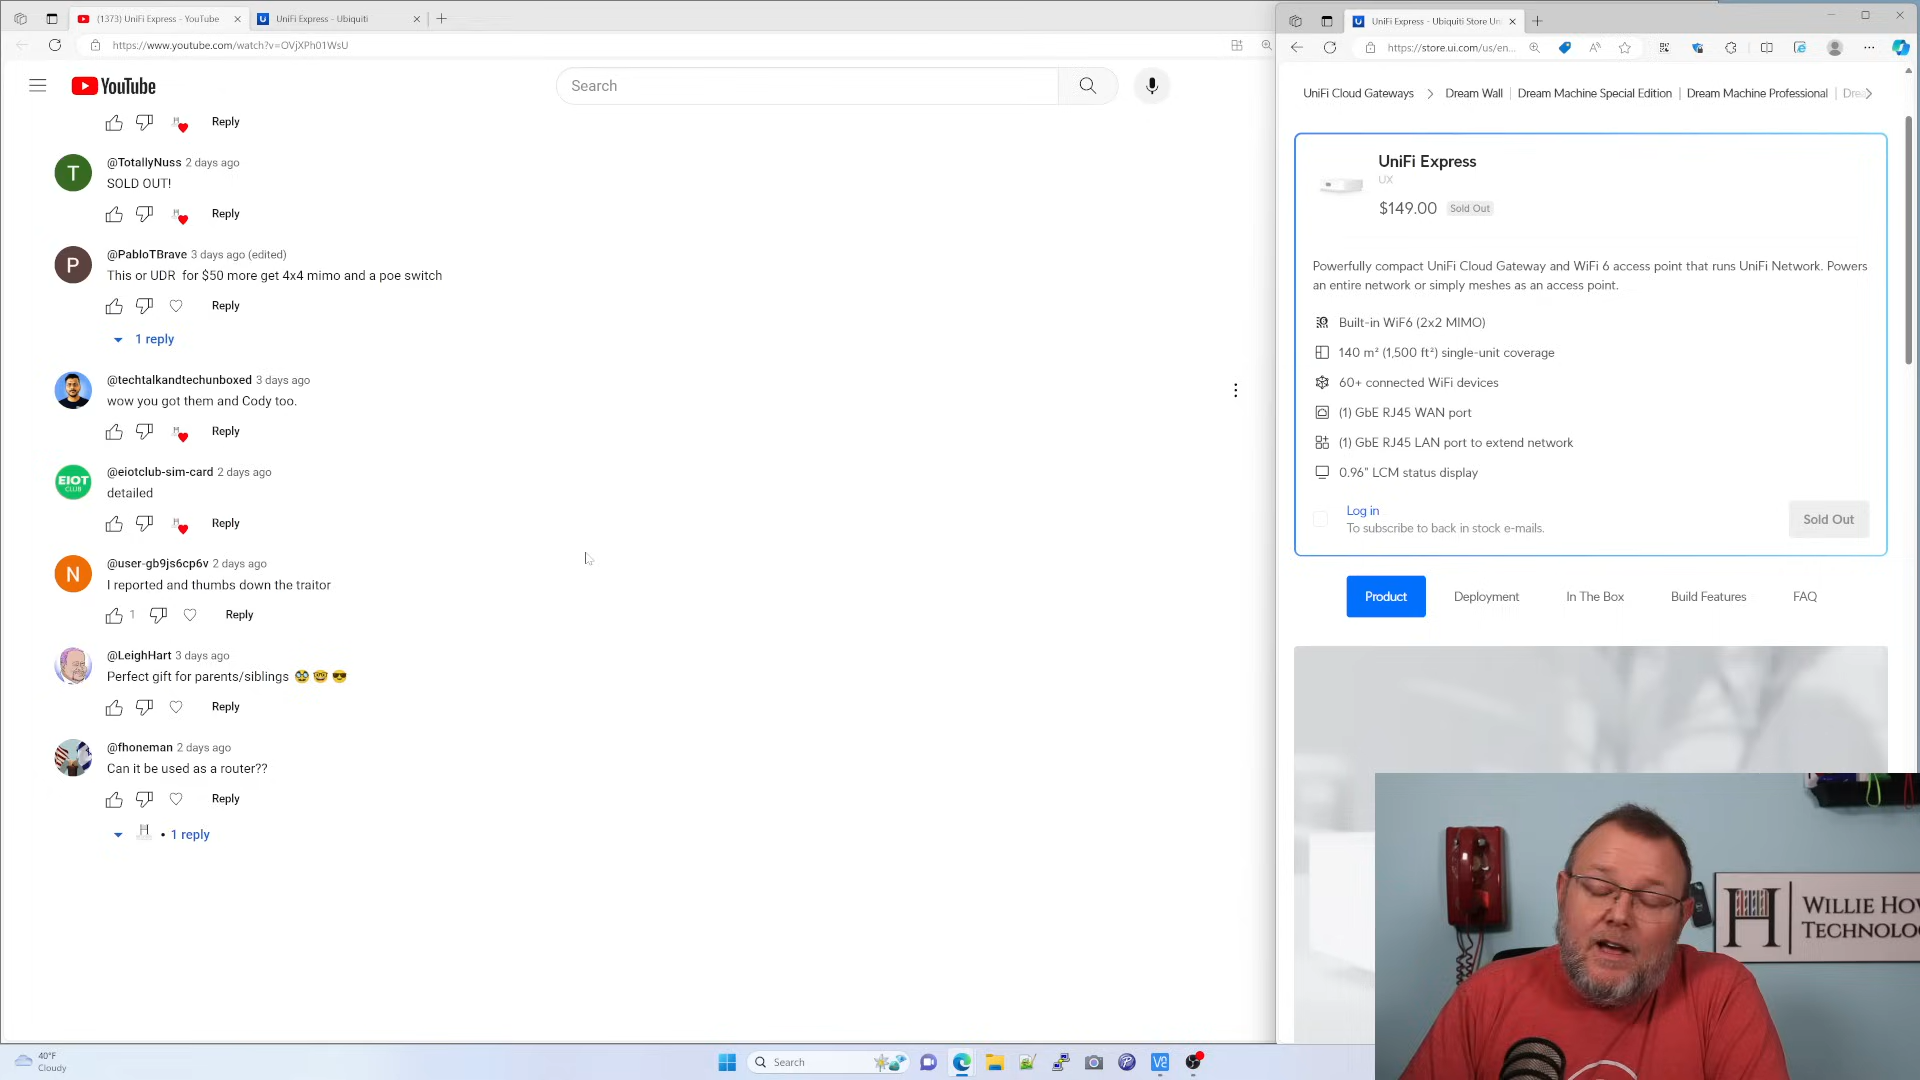 (1373) UniFi Express - YouTube
UniFi Express - Ubiquiti
https://www.youtube.com/watch?v=OVjXPh01WsU
YouTube
Search
Reply
@TotallyNuss 2 days ago
SOLD OUT!
Reply
@PabloTBrave 3 days ago (edited)
This or UDR for $50 more get 4x4 mimo and a poe switch
Reply
1 reply
@techtalkandtechunboxed 3 days ago
wow you got them and Cody too.
Reply
@eiotclub-sim-card 2 days ago
detailed
Reply
@user-gb9js6cp6v 2 days ago
I reported and thumbs down the traitor
1 Reply
@LeighHart 3 days ago
Perfect gift for parents/siblings 🥸 🤓 😎
Reply
@fhoneman 2 days ago
Can it be used as a router??
Reply
• 1 reply
T
P
EIOT
CLUB
N
UniFi Express - Ubiquiti Store Un
https://store.ui.com/us/en...
UniFi Cloud Gateways > Dream Wall | Dream Machine Special Edition | Dream Machine Professional | Drea
UniFi Express
UX
$149.00 Sold Out
Powerfully compact UniFi Cloud Gateway and WiFi 6 access point that runs UniFi Network. Powers
an entire network or simply meshes as an access point.
Built-in WiF6 (2x2 MIMO)
140 m² (1,500 ft²) single-unit coverage
60+ connected WiFi devices
(1) GbE RJ45 WAN port
(1) GbE RJ45 LAN port to extend network
0.96" LCM status display
Log in
To subscribe to back in stock e-mails.
Sold Out
Product Deployment In The Box Build Features FAQ
WILLIE HOW
TECHNOLO
40°F
Cloudy
Search